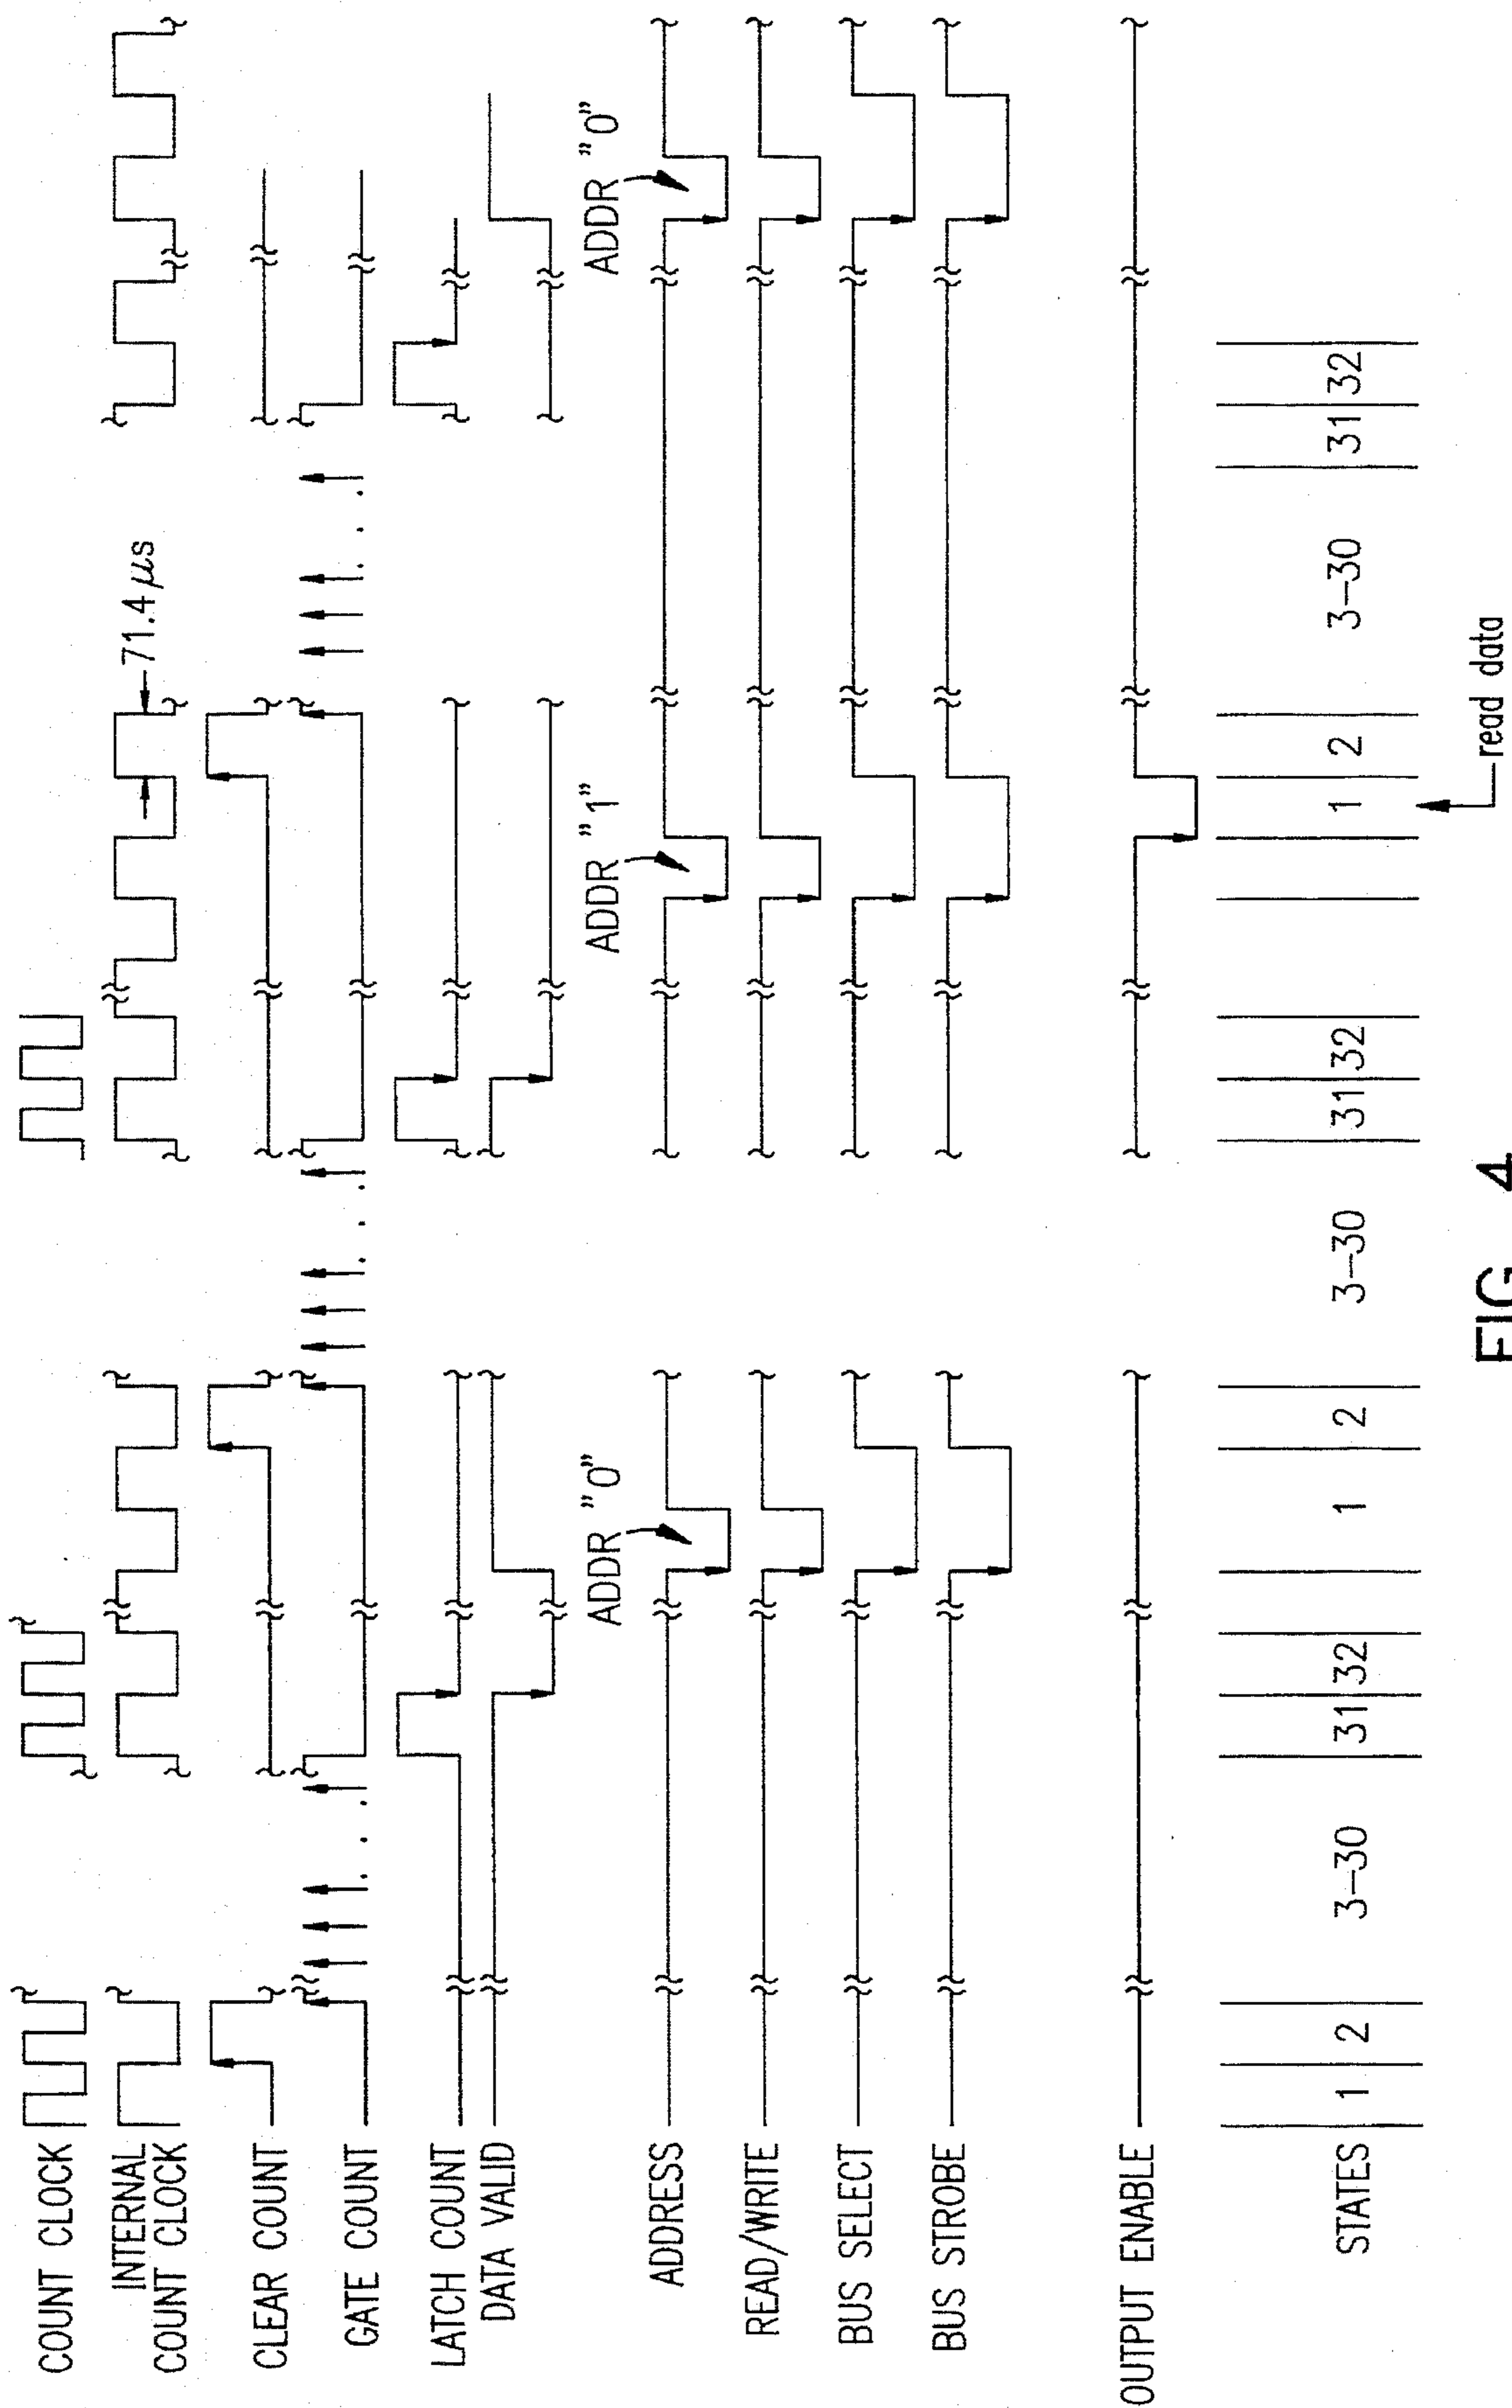 COUNT CLOCK
INTERNAL
COUNT CLOCK
71.4 μs
CLEAR COUNT
GATE COUNT
LATCH COUNT
DATA VALID
ADDR "0"
ADDR "1"
ADDR "0"
ADDRESS
READ/WRITE
BUS SELECT
BUS STROBE
OUTPUT ENABLE
STATES 1 2 3-30 31 32 1 2 3-30 31 32 1 2 3-30 31 32
read data
FIG 4